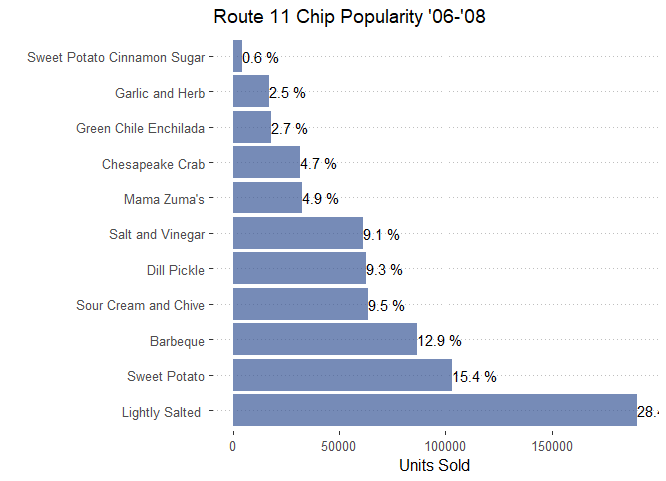 Route 11 Chip Popularity '06-'08
Sweet Potato Cinnamon Sugar 0.6 %
Garlic and Herb 2.5 %
Green Chile Enchilada 2.7 %
Chesapeake Crab 4.7 %
Mama Zuma's 4.9 %
Salt and Vinegar 9.1 %
Dill Pickle 9.3 %
Sour Cream and Chive 9.5 %
Barbeque 12.9 %
Sweet Potato 15.4 %
Lightly Salted
0 50000 100000 150000
Units Sold